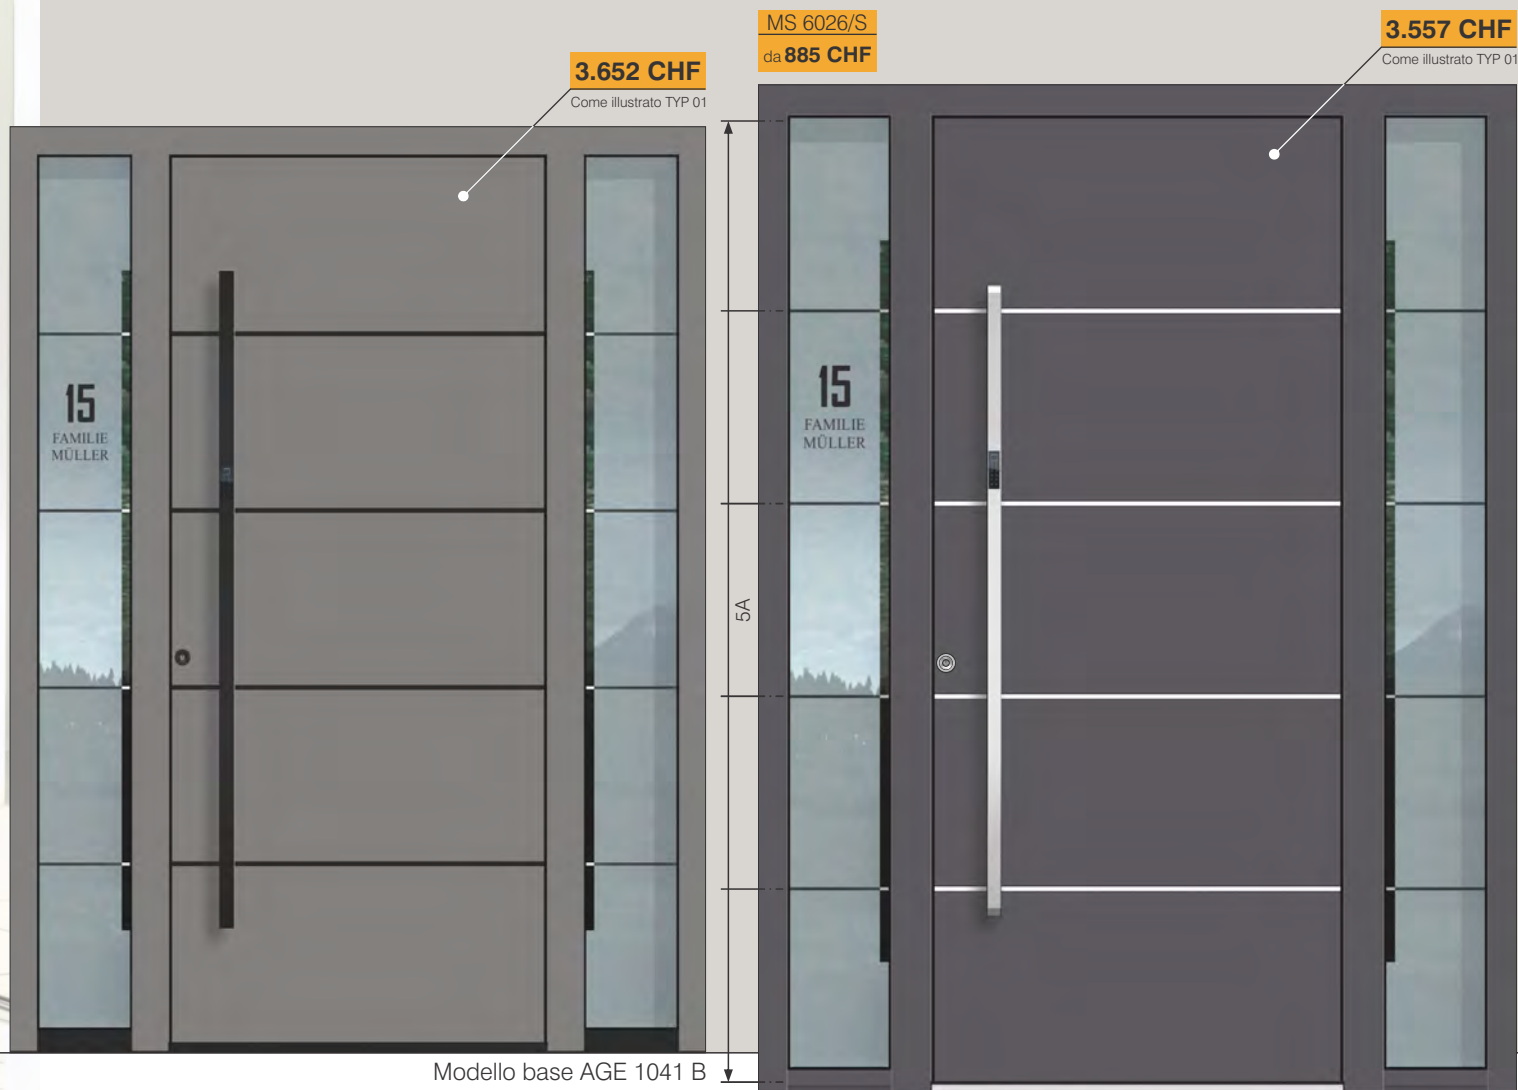 MS 6026/S
da 885 CHF
3.557 CHF
Come illustrato TYP 01
3.652 CHF
Come illustrato TYP 01
15
FAMILIE
MÜLLER
15
FAMILIE
MÜLLER
5A
Modello base AGE 1041 B